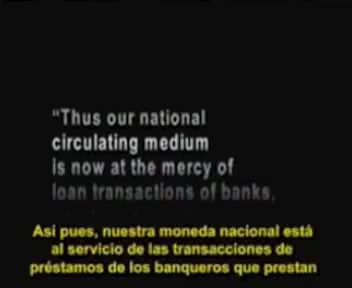 “Thus our national
circulating medium
is now at the mercy of
loan transactions of banks,
Asi pues, nuestra moneda nacional está
al servicio de las transacciones de
préstamos de los banqueros que prestan